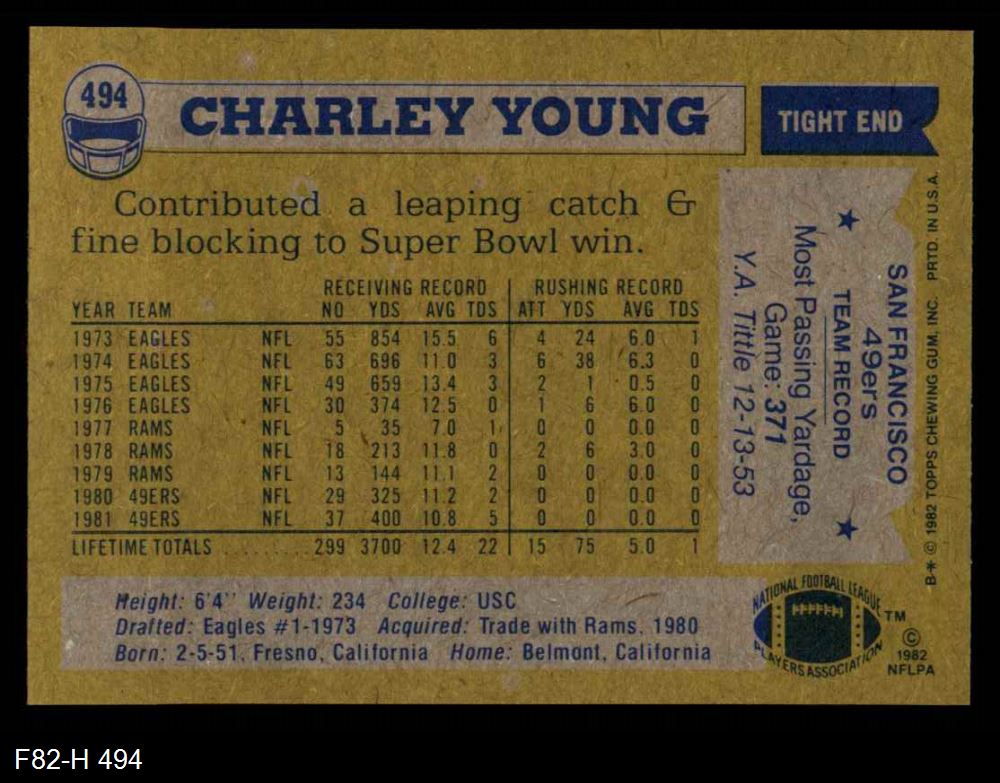 494
CHARLEY YOUNG
TIGHT END
Contributed a leaping catch &
fine blocking to Super Bowl win.
RECEIVING RECORD RUSHING RECORD
YEAR TEAM NO YDS AVG TDS ATT YDS AVG TDS
1973 EAGLES NFL 55 854 15.5 6 4 24 6.0 1
1974 EAGLES NFL 63 696 11.0 3 6 38 6.3 0
1975 EAGLES NFL 49 659 13.4 3 2 1 0.5 0
1976 EAGLES NFL 30 374 12.5 0 1 6 6.0 0
1977 RAMS NFL 5 35 7.0 1 0 0 0.0 0
1978 RAMS NFL 18 213 11.8 0 2 6 3.0 0
1979 RAMS NFL 13 144 11.1 2 0 0 0.0 0
1980 49ERS NFL 29 325 11.2 2 0 0 0.0 0
1981 49ERS NFL 37 400 10.8 5 0 0 0.0 0
LIFETIME TOTALS ......... 299 3700 12.4 22 15 75 5.0 1
SAN FRANCISCO
49ers
★ TEAM RECORD ★
Most Passing Yardage,
Game: 371
Y.A. Tittle 12-13-53
B* © 1982 TOPPS CHEWING GUM, INC. PRTD. IN U.S.A.
Height: 6'4" Weight: 234 College: USC
Drafted: Eagles #1-1973 Acquired: Trade with Rams, 1980
Born: 2-5-51, Fresno, California Home: Belmont, California
NATIONAL FOOTBALL LEAGUE
PLAYERS ASSOCIATION
TM
©
1982
NFLPA
F82-H 494